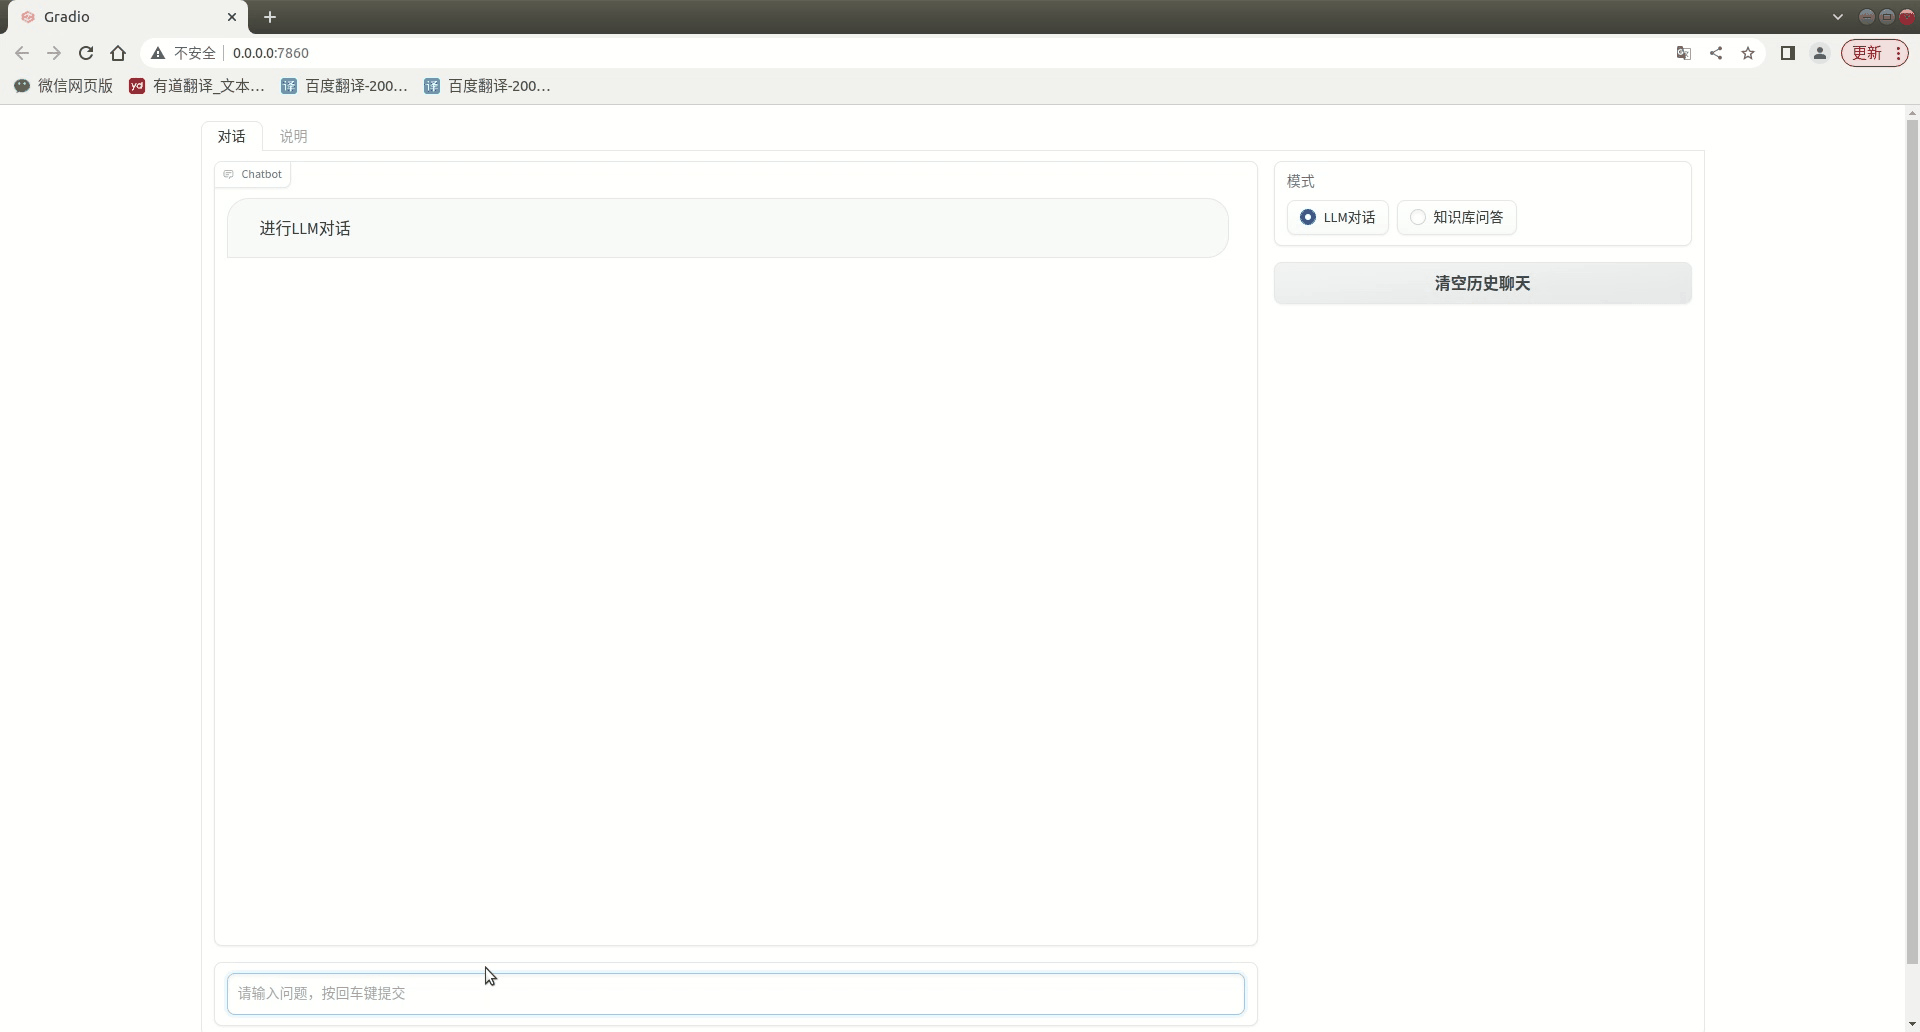 Gradio
不安全 0.0.0.0:7860 更新
微信网页版 yd 有道翻译_文本... 译 百度翻译-200... 译 百度翻译-200...
对话 说明
Chatbot
进行LLM对话
模式
LLM对话 知识库问答
清空历史聊天
请输入问题，按回车键提交